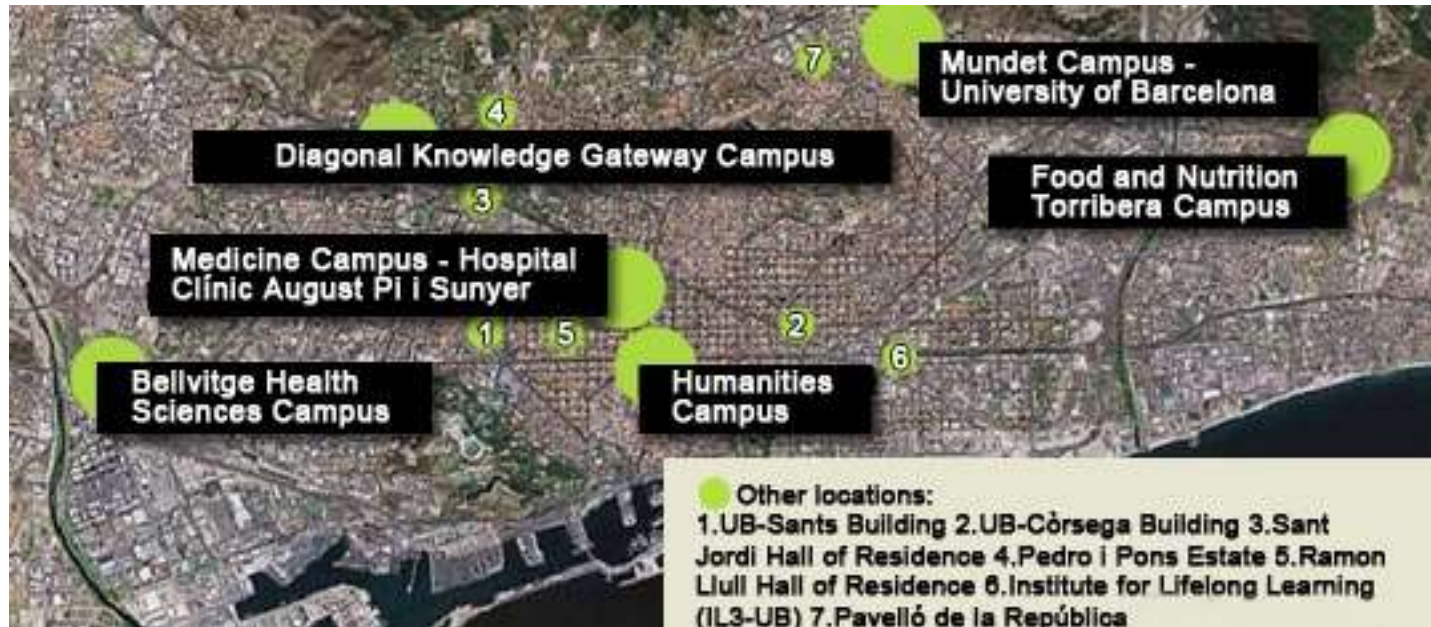 7
Mundet Campus -
University of Barcelona
4
Diagonal Knowledge Gateway Campus
Food and Nutrition
Torribera Campus
3
Medicine Campus - Hospital
Clínic August Pi i Sunyer
1
5
2
6
Bellvitge Health
Sciences Campus
Humanities
Campus
Other locations:
1.UB-Sants Building 2.UB-Còrsega Building 3.Sant
Jordi Hall of Residence 4.Pedro i Pons Estate 5.Ramon
Llull Hall of Residence 6.Institute for Lifelong Learning
(IL3-UB) 7.Pavelló de la República